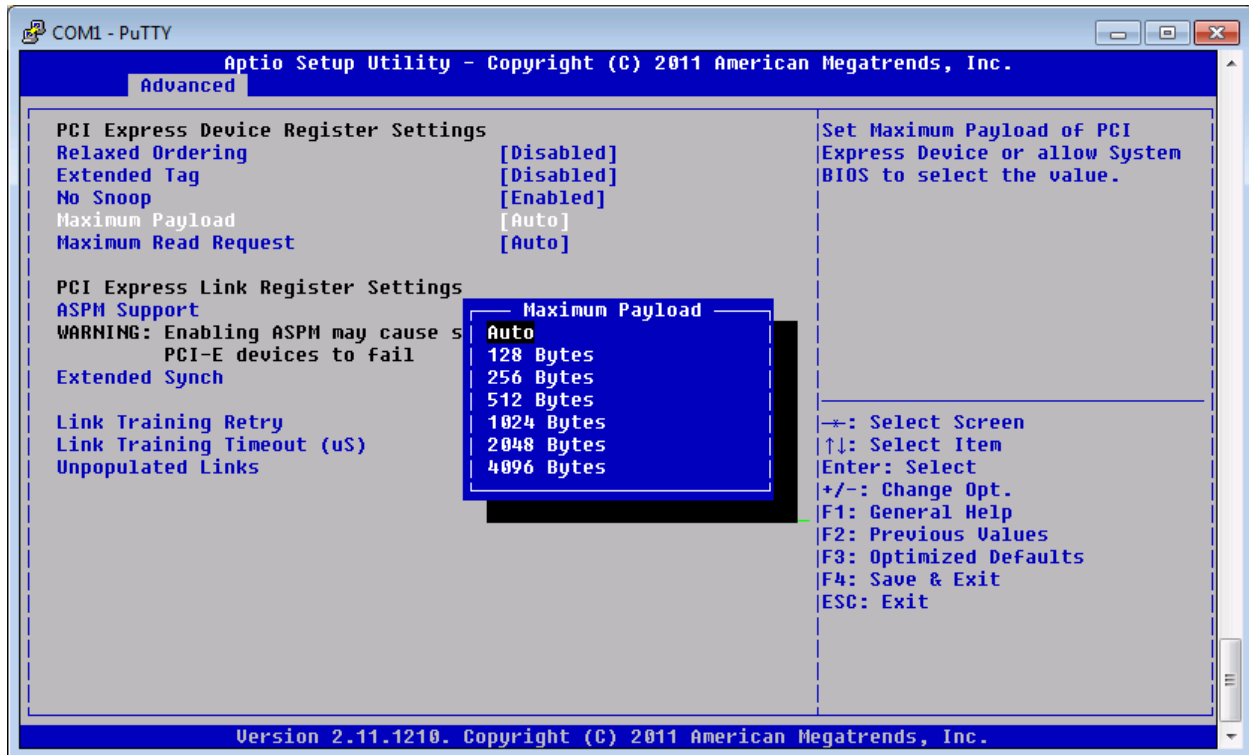 COM1 - PuTTY
Aptio Setup Utility - Copyright (C) 2011 American Megatrends, Inc.
Advanced
PCI Express Device Register Settings
Relaxed Ordering [Disabled]
Extended Tag [Disabled]
No Snoop [Enabled]
Maximum Payload [Auto]
Maximum Read Request [Auto]
PCI Express Link Register Settings
ASPM Support
WARNING: Enabling ASPM may cause s
PCI-E devices to fail
Extended Synch
Link Training Retry
Link Training Timeout (uS)
Unpopulated Links
Maximum Payload
Auto
128 Bytes
256 Bytes
512 Bytes
1024 Bytes
2048 Bytes
4096 Bytes
Set Maximum Payload of PCI
Express Device or allow System
BIOS to select the value.
→←: Select Screen
↑↓: Select Item
Enter: Select
+/-: Change Opt.
F1: General Help
F2: Previous Values
F3: Optimized Defaults
F4: Save & Exit
ESC: Exit
Version 2.11.1210. Copyright (C) 2011 American Megatrends, Inc.